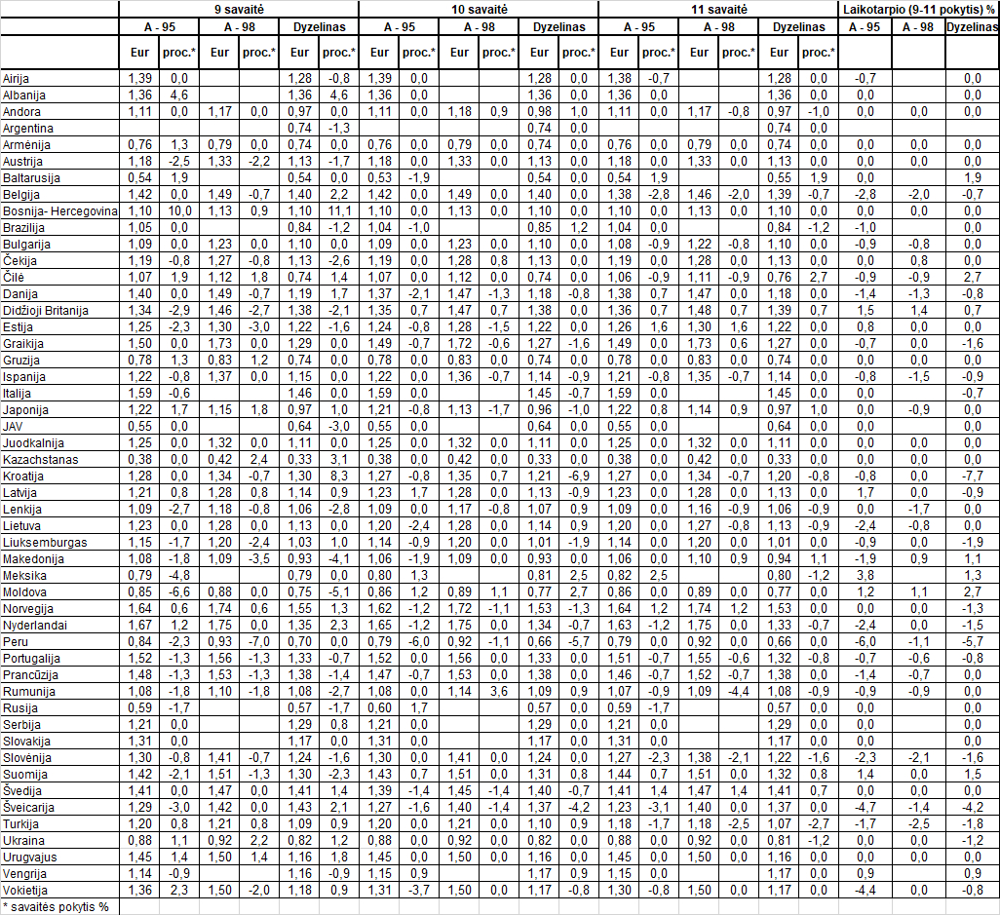 9 savaitė 10 savaitė 11 savaitė Laikotarpio (9-11 pokytis) %
A - 95 A - 98 Dyzelinas A - 95 A - 98 Dyzelinas A - 95 A - 98 Dyzelinas A - 95 A - 98 Dyzelinas
Eur proc.* Eur proc.* Eur proc.* Eur proc.* Eur proc.* Eur proc.* Eur proc.* Eur proc.* Eur proc.*
Airija 1,39 0,0 1,28 -0,8 1,39 0,0 1,28 0,0 1,38 -0,7 1,28 0,0 -0,7 0,0
Albanija 1,36 4,6 1,36 4,6 1,36 0,0 1,36 0,0 1,36 0,0 1,36 0,0 0,0 0,0
Andora 1,11 0,0 1,17 0,0 0,97 0,0 1,11 0,0 1,18 0,9 0,98 1,0 1,11 0,0 1,17 -0,8 0,97 -1,0 0,0 0,0 0,0
Argentina 0,74 -1,3 0,74 0,0 0,74 0,0 0,0
Armėnija 0,76 1,3 0,79 0,0 0,74 0,0 0,76 0,0 0,79 0,0 0,74 0,0 0,76 0,0 0,79 0,0 0,74 0,0 0,0 0,0 0,0
Austrija 1,18 -2,5 1,33 -2,2 1,13 -1,7 1,18 0,0 1,33 0,0 1,13 0,0 1,18 0,0 1,33 0,0 1,13 0,0 0,0 0,0 0,0
Baltarusija 0,54 1,9 0,54 0,0 0,53 -1,9 0,54 0,0 0,54 1,9 0,55 1,9 0,0 1,9
Belgija 1,42 0,0 1,49 -0,7 1,40 2,2 1,42 0,0 1,49 0,0 1,40 0,0 1,38 -2,8 1,46 -2,0 1,39 -0,7 -2,8 -2,0 -0,7
Bosnija- Hercegovina 1,10 10,0 1,13 0,9 1,10 11,1 1,10 0,0 1,13 0,0 1,10 0,0 1,10 0,0 1,13 0,0 1,10 0,0 0,0 0,0 0,0
Brazilija 1,05 0,0 0,84 -1,2 1,04 -1,0 0,85 1,2 1,04 0,0 0,84 -1,2 -1,0 0,0
Bulgarija 1,09 0,0 1,23 0,0 1,10 0,0 1,09 0,0 1,23 0,0 1,10 0,0 1,08 -0,9 1,22 -0,8 1,10 0,0 -0,9 -0,8 0,0
Čekija 1,19 -0,8 1,27 -0,8 1,13 -2,6 1,19 0,0 1,28 0,8 1,13 0,0 1,19 0,0 1,28 0,0 1,13 0,0 0,0 0,8 0,0
Čilė 1,07 1,9 1,12 1,8 0,74 1,4 1,07 0,0 1,12 0,0 0,74 0,0 1,06 -0,9 1,11 -0,9 0,76 2,7 -0,9 -0,9 2,7
Danija 1,40 0,0 1,49 -0,7 1,19 1,7 1,37 -2,1 1,47 -1,3 1,18 -0,8 1,38 0,7 1,47 0,0 1,18 0,0 -1,4 -1,3 -0,8
Didžioji Britanija 1,34 -2,9 1,46 -2,7 1,38 -2,1 1,35 0,7 1,47 0,7 1,38 0,0 1,36 0,7 1,48 0,7 1,39 0,7 1,5 1,4 0,7
Estija 1,25 -2,3 1,30 -3,0 1,22 -1,6 1,24 -0,8 1,28 -1,5 1,22 0,0 1,26 1,6 1,30 1,6 1,22 0,0 0,8 0,0 0,0
Graikija 1,50 0,0 1,73 0,0 1,29 0,0 1,49 -0,7 1,72 -0,6 1,27 -1,6 1,49 0,0 1,73 0,6 1,27 0,0 -0,7 0,0 -1,6
Gruzija 0,78 1,3 0,83 1,2 0,74 0,0 0,78 0,0 0,83 0,0 0,74 0,0 0,78 0,0 0,83 0,0 0,74 0,0 0,0 0,0 0,0
Ispanija 1,22 -0,8 1,37 0,0 1,15 0,0 1,22 0,0 1,36 -0,7 1,14 -0,9 1,21 -0,8 1,35 -0,7 1,14 0,0 -0,8 -1,5 -0,9
Italija 1,59 -0,6 1,46 0,0 1,59 0,0 1,45 -0,7 1,59 0,0 1,45 0,0 0,0 -0,7
Japonija 1,22 1,7 1,15 1,8 0,97 1,0 1,21 -0,8 1,13 -1,7 0,96 -1,0 1,22 0,8 1,14 0,9 0,97 1,0 0,0 -0,9 0,0
JAV 0,55 0,0 0,64 -3,0 0,55 0,0 0,64 0,0 0,55 0,0 0,64 0,0 0,0 0,0
Juodkalnija 1,25 0,0 1,32 0,0 1,11 0,0 1,25 0,0 1,32 0,0 1,11 0,0 1,25 0,0 1,32 0,0 1,11 0,0 0,0 0,0 0,0
Kazachstanas 0,38 0,0 0,42 2,4 0,33 3,1 0,38 0,0 0,42 0,0 0,33 0,0 0,38 0,0 0,42 0,0 0,33 0,0 0,0 0,0 0,0
Kroatija 1,28 0,0 1,34 -0,7 1,30 8,3 1,27 -0,8 1,35 0,7 1,21 -6,9 1,27 0,0 1,34 -0,7 1,20 -0,8 -0,8 0,0 -7,7
Latvija 1,21 0,8 1,28 0,8 1,14 0,9 1,23 1,7 1,28 0,0 1,13 -0,9 1,23 0,0 1,28 0,0 1,13 0,0 1,7 0,0 -0,9
Lenkija 1,09 -2,7 1,18 -0,8 1,06 -2,8 1,09 0,0 1,17 -0,8 1,07 0,9 1,09 0,0 1,16 -0,9 1,06 -0,9 0,0 -1,7 0,0
Lietuva 1,23 0,0 1,28 0,0 1,13 0,0 1,20 -2,4 1,28 0,0 1,14 0,9 1,20 0,0 1,27 -0,8 1,13 -0,9 -2,4 -0,8 0,0
Liuksemburgas 1,15 -1,7 1,20 -2,4 1,03 1,0 1,14 -0,9 1,20 0,0 1,01 -1,9 1,14 0,0 1,20 0,0 1,01 0,0 -0,9 0,0 -1,9
Makedonija 1,08 -1,8 1,09 -3,5 0,93 -4,1 1,06 -1,9 1,09 0,0 0,93 0,0 1,06 0,0 1,10 0,9 0,94 1,1 -1,9 0,9 1,1
Meksika 0,79 -4,8 0,79 0,0 0,80 1,3 0,81 2,5 0,82 2,5 0,80 -1,2 3,8 1,3
Moldova 0,85 -6,6 0,88 0,0 0,75 -5,1 0,86 1,2 0,89 1,1 0,77 2,7 0,86 0,0 0,89 0,0 0,77 0,0 1,2 1,1 2,7
Norvegija 1,64 0,6 1,74 0,6 1,55 1,3 1,62 -1,2 1,72 -1,1 1,53 -1,3 1,64 1,2 1,74 1,2 1,53 0,0 0,0 0,0 -1,3
Nyderlandai 1,67 1,2 1,75 0,0 1,35 2,3 1,65 -1,2 1,75 0,0 1,34 -0,7 1,63 -1,2 1,75 0,0 1,33 -0,7 -2,4 0,0 -1,5
Peru 0,84 -2,3 0,93 -7,0 0,70 0,0 0,79 -6,0 0,92 -1,1 0,66 -5,7 0,79 0,0 0,92 0,0 0,66 0,0 -6,0 -1,1 -5,7
Portugalija 1,52 -1,3 1,56 -1,3 1,33 -0,7 1,52 0,0 1,56 0,0 1,33 0,0 1,51 -0,7 1,55 -0,6 1,32 -0,8 -0,7 -0,6 -0,8
Prancūzija 1,48 -1,3 1,53 -1,3 1,38 -1,4 1,47 -0,7 1,53 0,0 1,38 0,0 1,46 -0,7 1,52 -0,7 1,38 0,0 -1,4 -0,7 0,0
Rumunija 1,08 -1,8 1,10 -1,8 1,08 -2,7 1,08 0,0 1,14 3,6 1,09 0,9 1,07 -0,9 1,09 -4,4 1,08 -0,9 -0,9 -0,9 0,0
Rusija 0,59 -1,7 0,57 -1,7 0,60 1,7 0,57 0,0 0,59 -1,7 0,57 0,0 0,0 0,0
Serbija 1,21 0,0 1,29 0,8 1,21 0,0 1,29 0,0 1,21 0,0 1,29 0,0 0,0 0,0
Slovakija 1,31 0,0 1,17 0,0 1,31 0,0 1,17 0,0 1,31 0,0 1,17 0,0 0,0 0,0
Slovėnija 1,30 -0,8 1,41 -0,7 1,24 -1,6 1,30 0,0 1,41 0,0 1,24 0,0 1,27 -2,3 1,38 -2,1 1,22 -1,6 -2,3 -2,1 -1,6
Suomija 1,42 -2,1 1,51 -1,3 1,30 -2,3 1,43 0,7 1,51 0,0 1,31 0,8 1,44 0,7 1,51 0,0 1,32 0,8 1,4 0,0 1,5
Švedija 1,41 0,0 1,47 0,0 1,41 1,4 1,39 -1,4 1,45 -1,4 1,40 -0,7 1,41 1,4 1,47 1,4 1,41 0,7 0,0 0,0 0,0
Šveicarija 1,29 -3,0 1,42 0,0 1,43 2,1 1,27 -1,6 1,40 -1,4 1,37 -4,2 1,23 -3,1 1,40 0,0 1,37 0,0 -4,7 -1,4 -4,2
Turkija 1,20 0,8 1,21 0,8 1,09 0,9 1,20 0,0 1,21 0,0 1,10 0,9 1,18 -1,7 1,18 -2,5 1,07 -2,7 -1,7 -2,5 -1,8
Ukraina 0,88 1,1 0,92 2,2 0,82 1,2 0,88 0,0 0,92 0,0 0,82 0,0 0,88 0,0 0,92 0,0 0,81 -1,2 0,0 0,0 -1,2
Urugvajus 1,45 1,4 1,50 1,4 1,16 1,8 1,45 0,0 1,50 0,0 1,16 0,0 1,45 0,0 1,50 0,0 1,16 0,0 0,0 0,0 0,0
Vengrija 1,14 -0,9 1,16 -0,9 1,15 0,9 1,17 0,9 1,15 0,0 1,17 0,0 0,9 0,9
Vokietija 1,36 2,3 1,50 -2,0 1,18 0,9 1,31 -3,7 1,50 0,0 1,17 -0,8 1,30 -0,8 1,50 0,0 1,17 0,0 -4,4 0,0 -0,8
* savaitės pokytis %